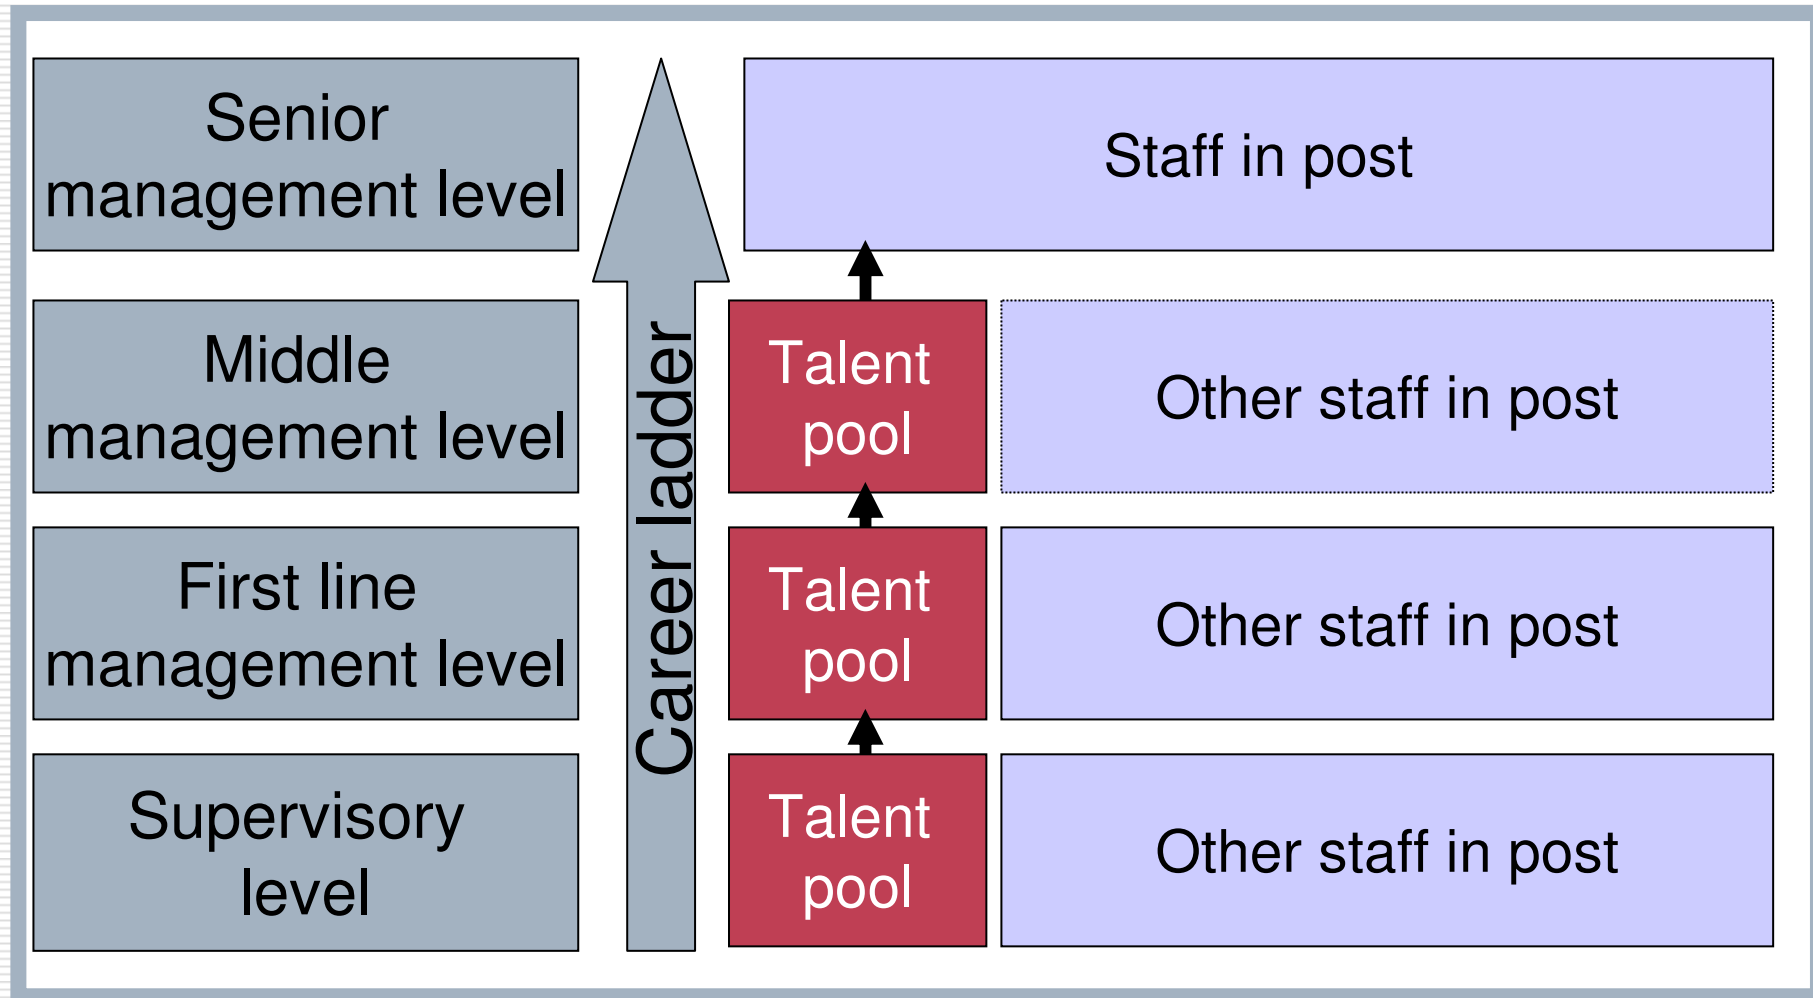 Senior
management level
Staff in post
Middle
management level
Talent
pool
Other staff in post
Career ladder
First line
management level
Talent
pool
Other staff in post
Supervisory
level
Talent
pool
Other staff in post